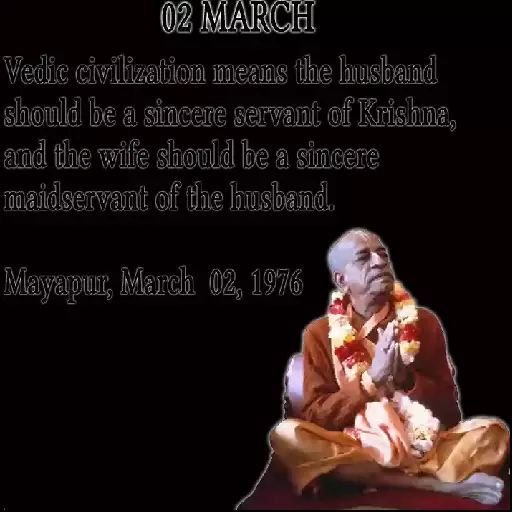 02 MARCH
Vedic civilization means the husband
should be a sincere servant of Krishna,
and the wife should be a sincere
maidservant of the husband.
Mayapur, March 02, 1976